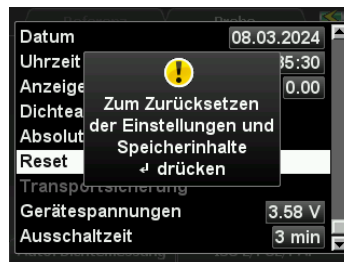 Datum 08.03.2024
Uhrzeit 35:30
Anzeige 0.00
Dichtea
Absolut
Zum Zurücksetzen
der Einstellungen und
Speicherinhalte
↵ drücken
Reset
Transportsicherung
Gerätespannungen 3.58 V
Ausschaltzeit 3 min